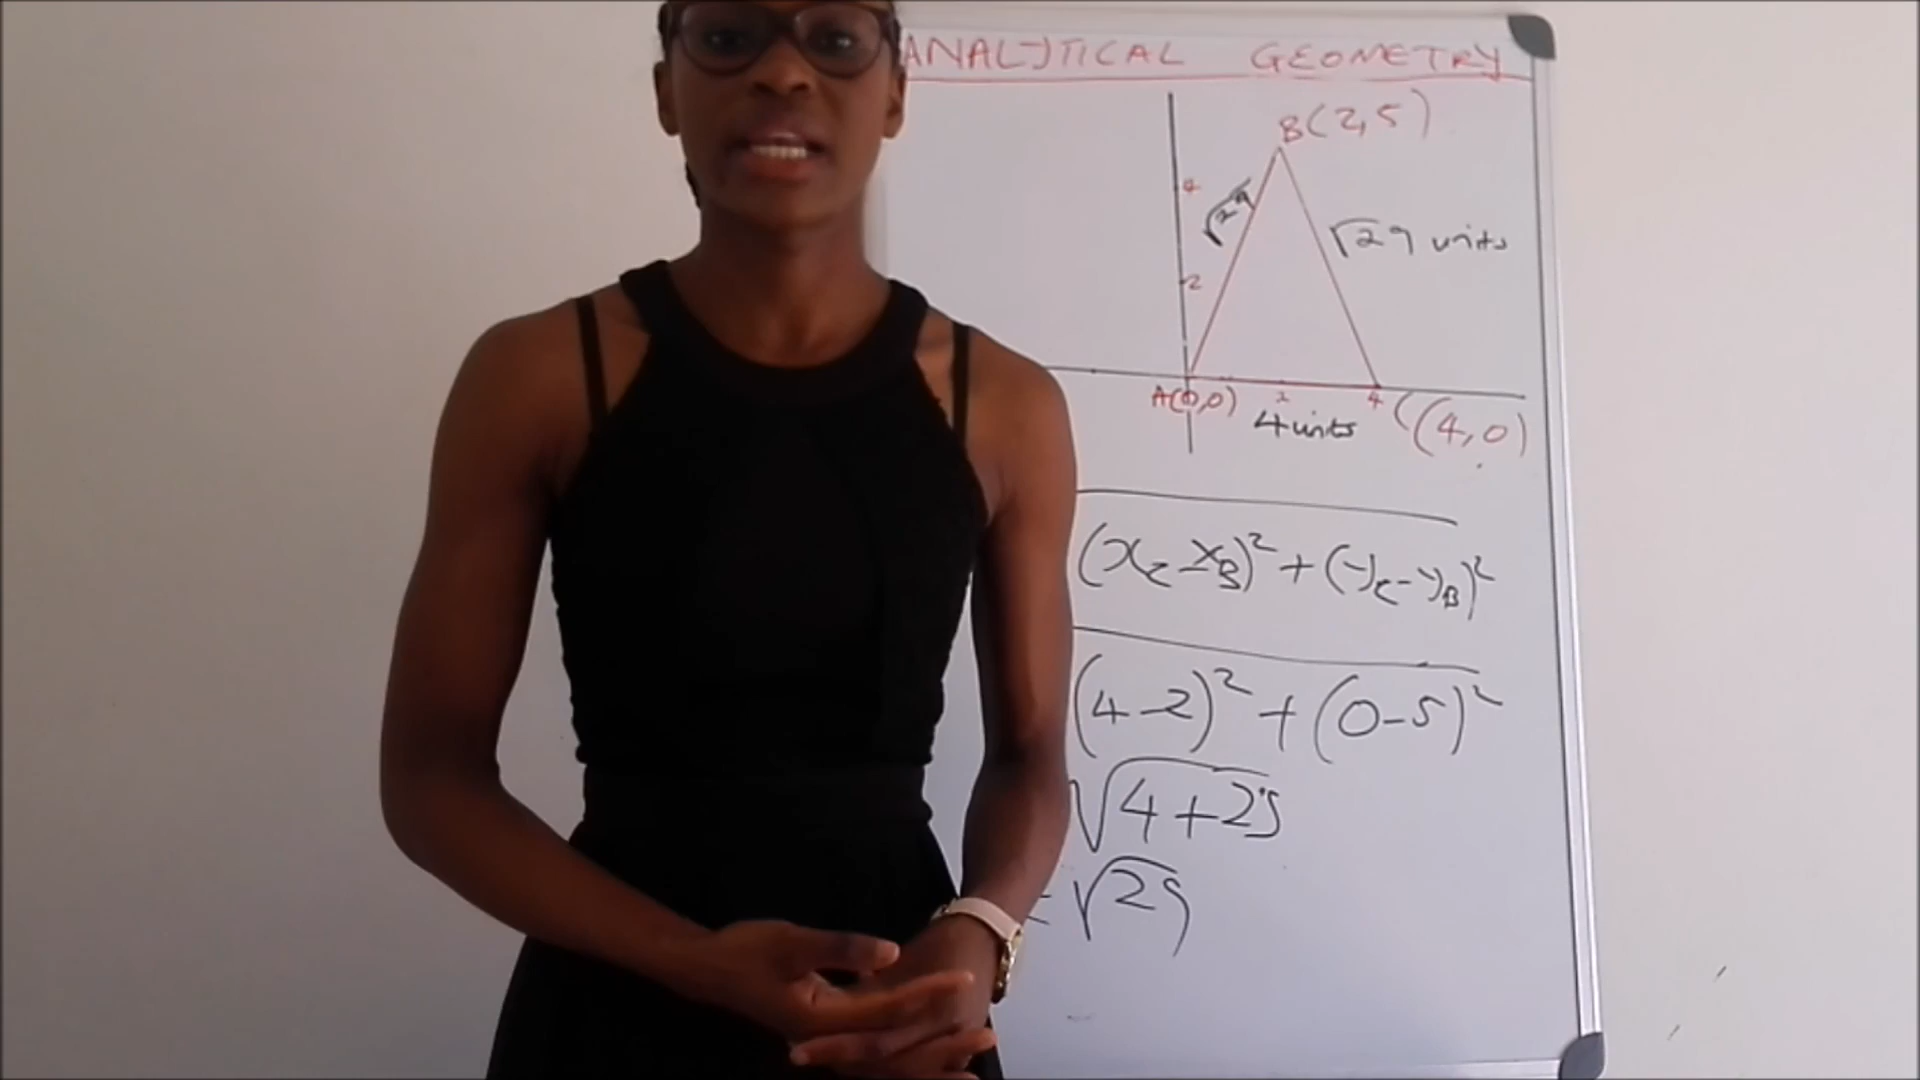 ANALYTICAL GEOMETRY
B(2,5)
4
√29
√29 units
2
A(0,0)
2
4
C(4,0)
4 units
(x_C - x_B)² + (y_C - y_B)²
(4-2)² + (0-5)²
√4+25
= √29